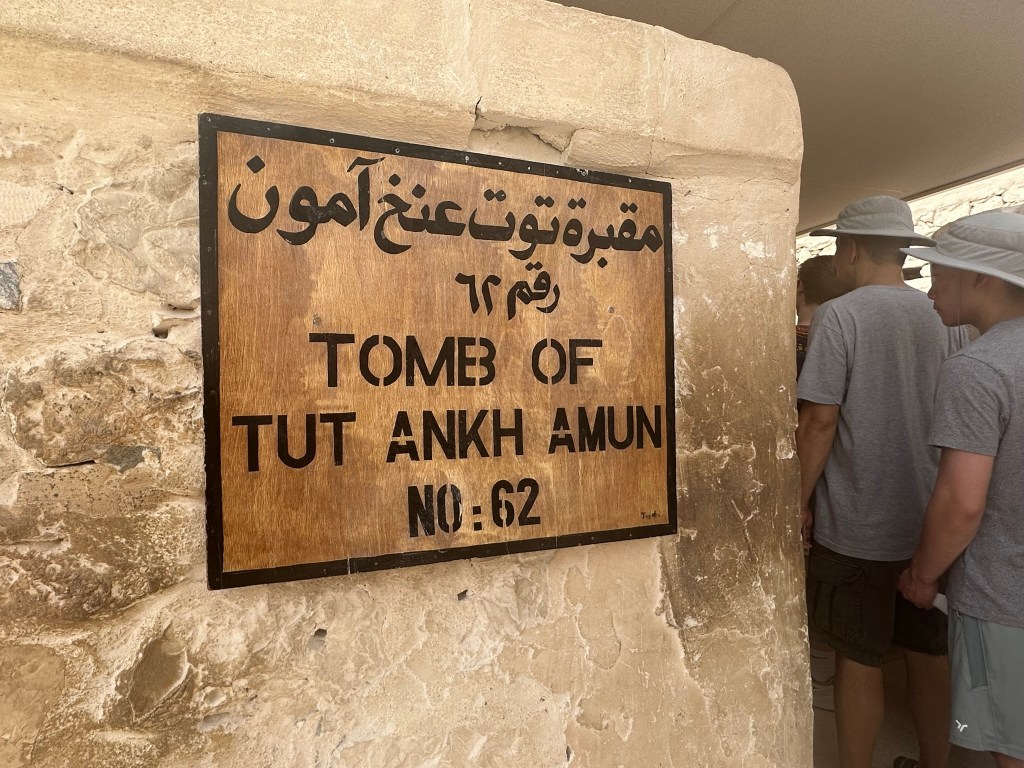 مقبرة توت عنخ آمون
رقم ٦٢
TOMB OF
TUT ANKH AMUN
NO: 62